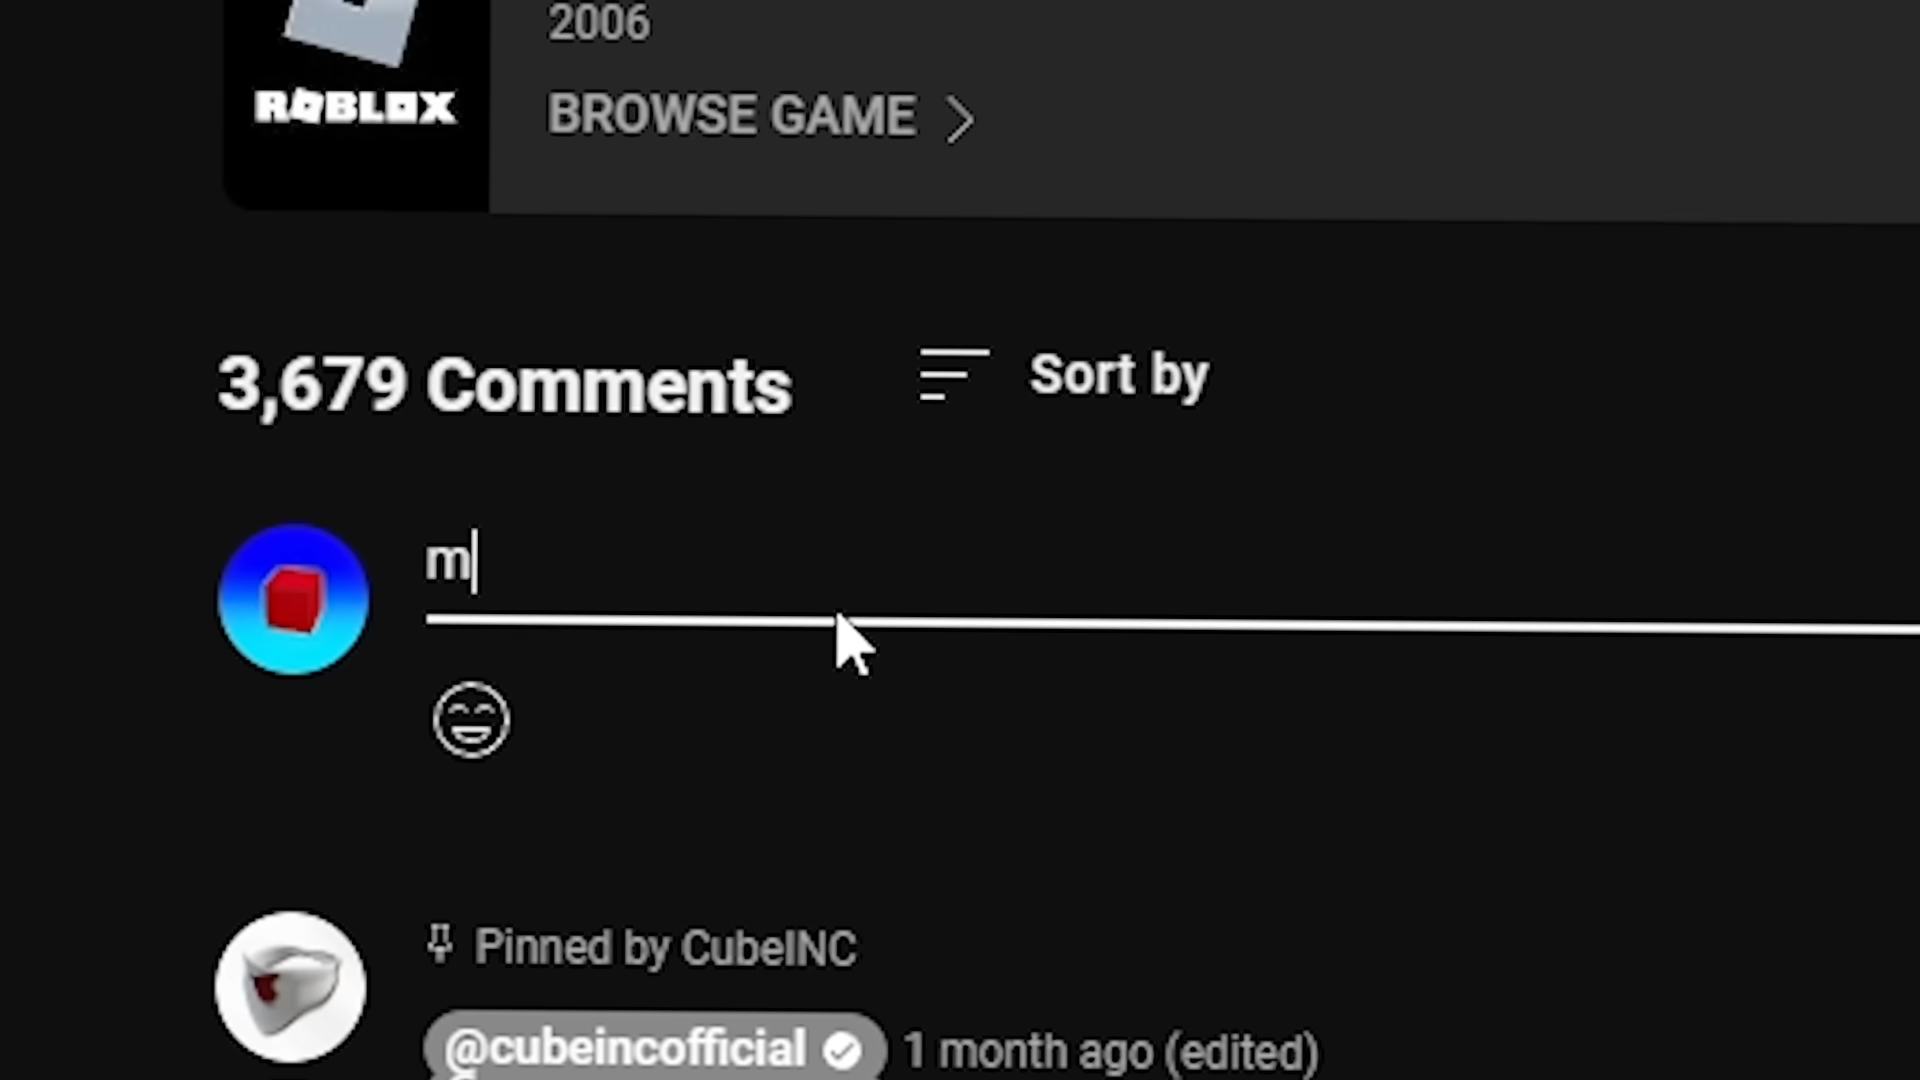 2006
ROBLOX
BROWSE GAME
3,679 Comments
Sort by
m
Pinned by CubeINC
@cubeincofficial 1 month ago (edited)